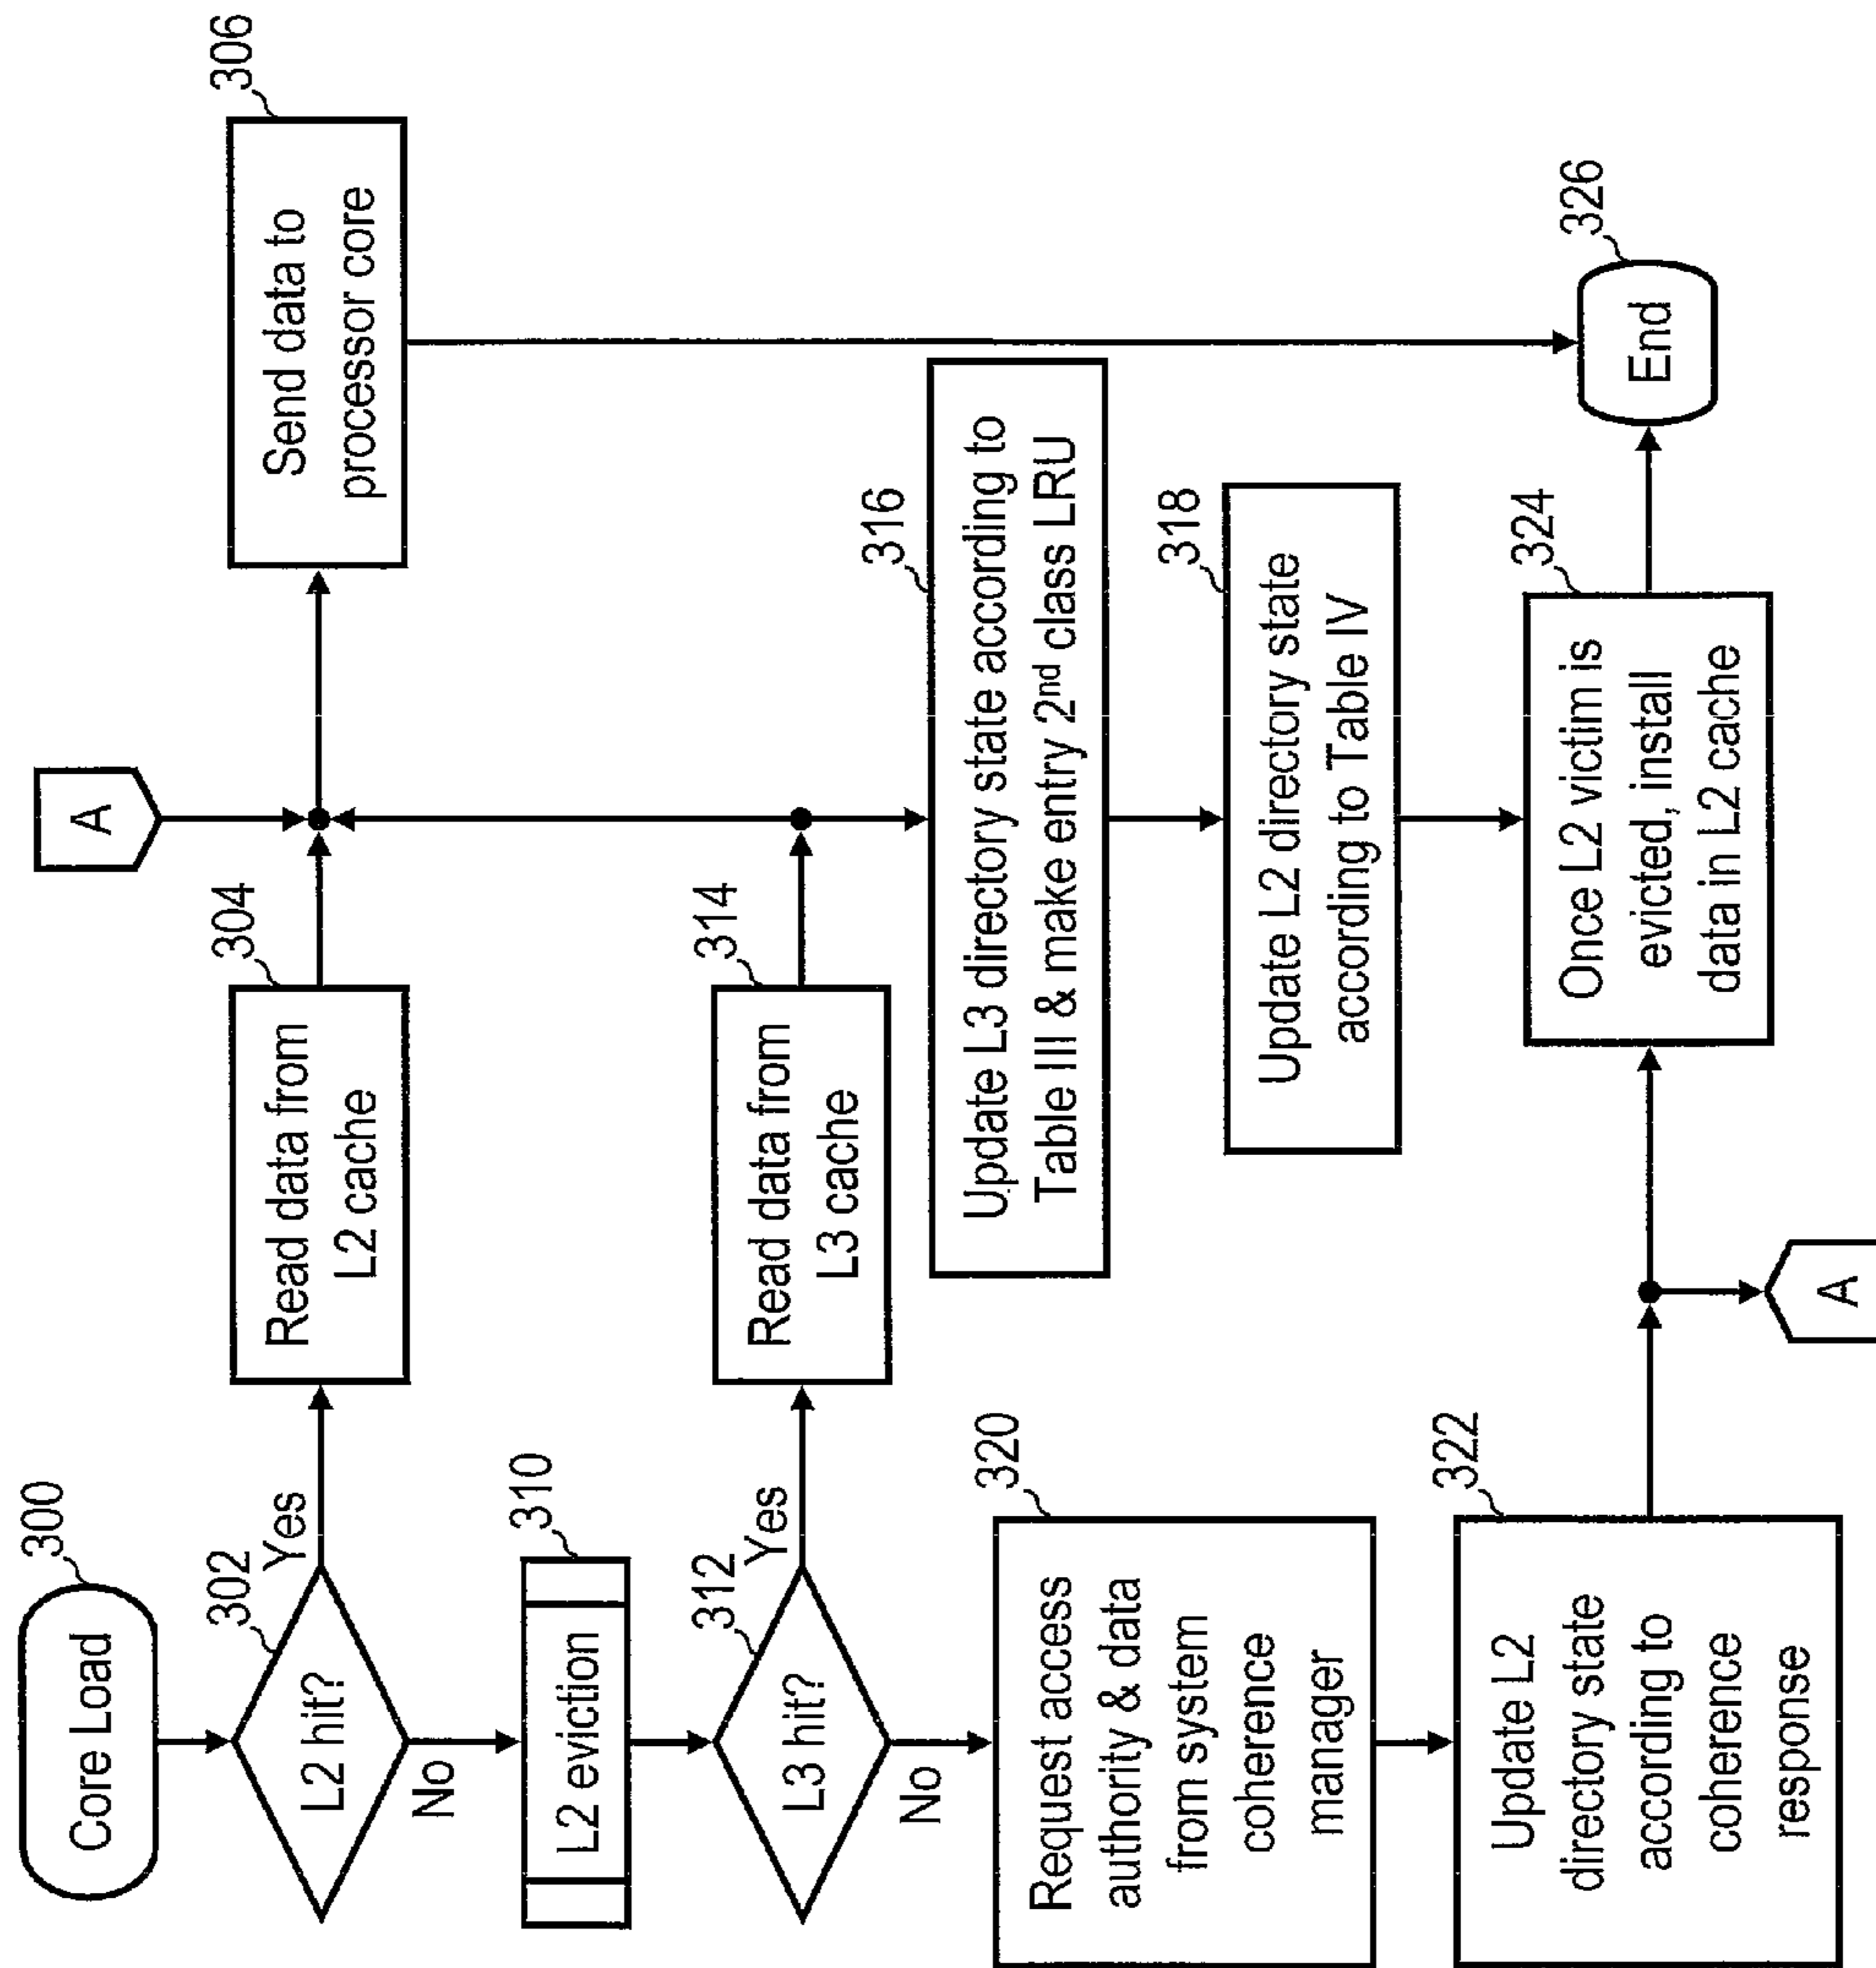 300
Core Load
302
L2 hit?
Yes
No
304
Read data from
L2 cache
A
306
Send data to
processor core
310
L2 eviction
312
L3 hit?
Yes
No
314
Read data from
L3 cache
316
Update L3 directory state according to
Table III & make entry 2nd class LRU
318
Update L2 directory state
according to Table IV
320
Request access
authority & data
from system
coherence
manager
322
Update L2
directory state
according to
coherence
response
A
324
Once L2 victim is
evicted, install
data in L2 cache
326
End